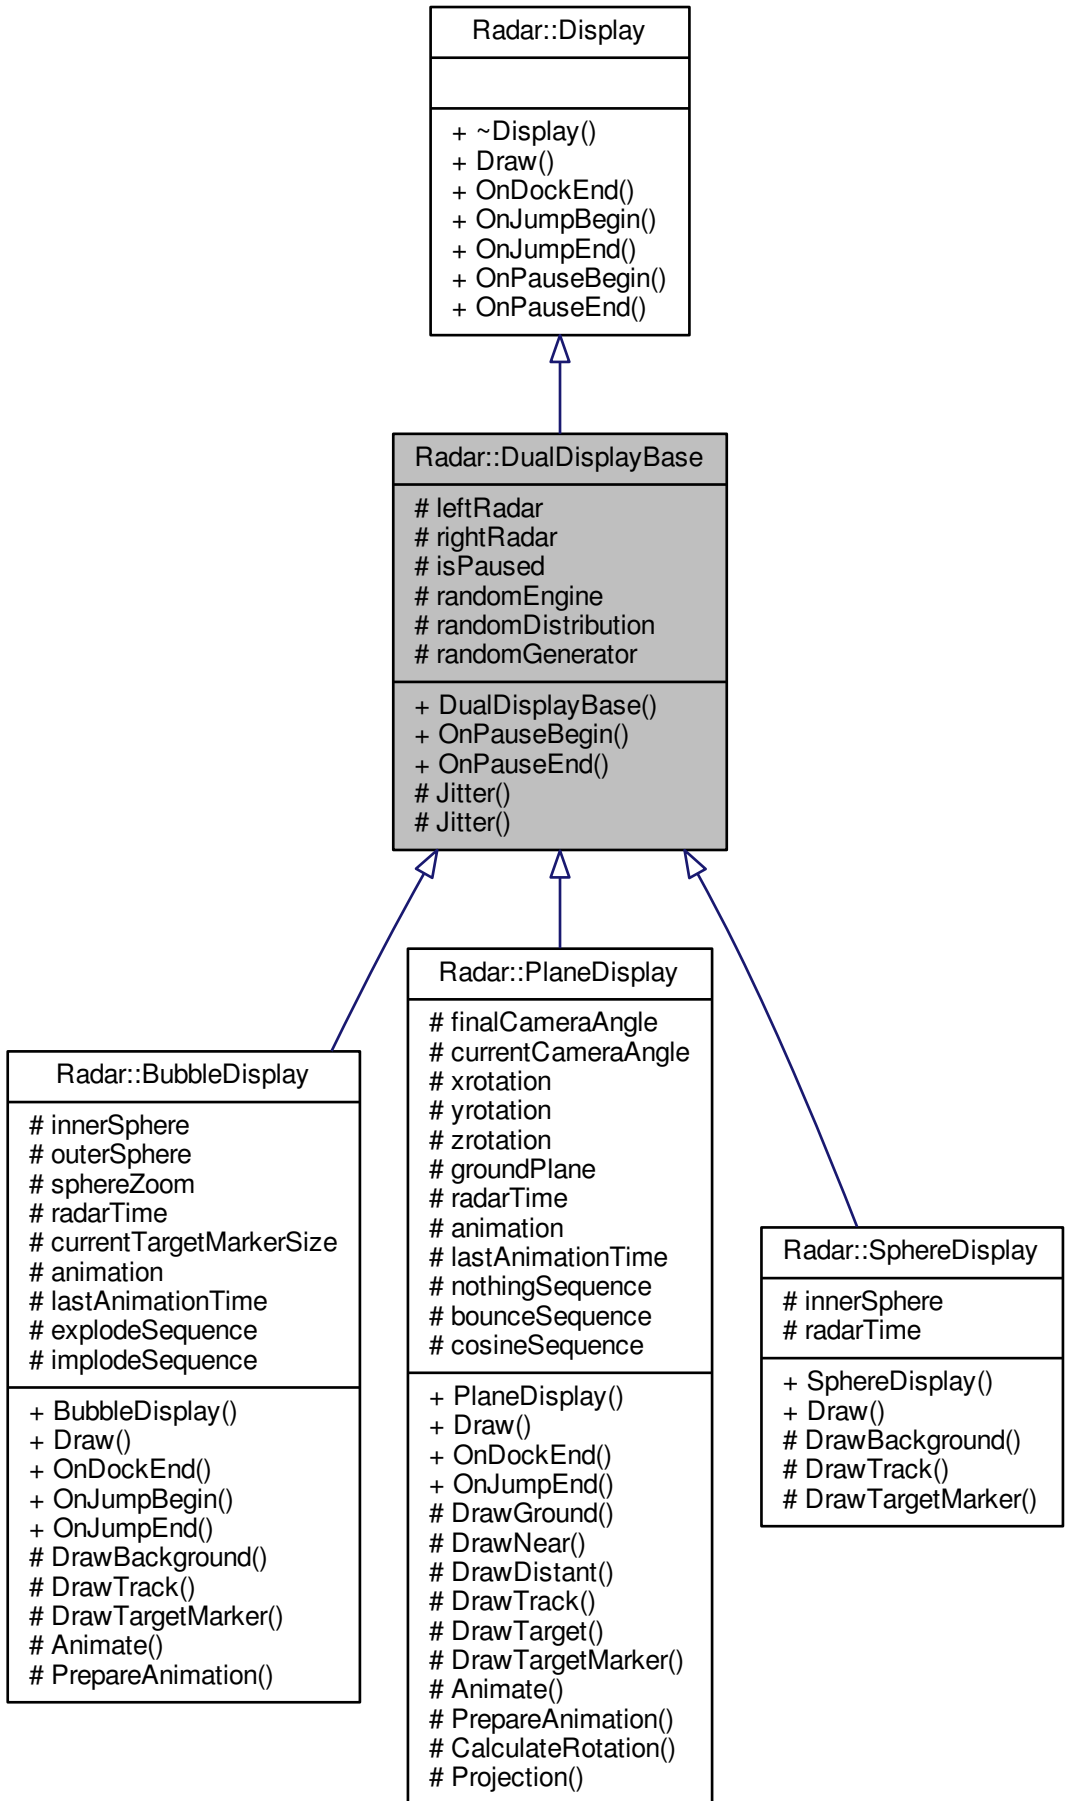 Radar::Display
+ ~Display()
+ Draw()
+ OnDockEnd()
+ OnJumpBegin()
+ OnJumpEnd()
+ OnPauseBegin()
+ OnPauseEnd()
Radar::DualDisplayBase
# leftRadar
# rightRadar
# isPaused
# randomEngine
# randomDistribution
# randomGenerator
+ DualDisplayBase()
+ OnPauseBegin()
+ OnPauseEnd()
# Jitter()
# Jitter()
Radar::BubbleDisplay
# innerSphere
# outerSphere
# sphereZoom
# radarTime
# currentTargetMarkerSize
# animation
# lastAnimationTime
# explodeSequence
# implodeSequence
+ BubbleDisplay()
+ Draw()
+ OnDockEnd()
+ OnJumpBegin()
+ OnJumpEnd()
# DrawBackground()
# DrawTrack()
# DrawTargetMarker()
# Animate()
# PrepareAnimation()
Radar::PlaneDisplay
# finalCameraAngle
# currentCameraAngle
# xrotation
# yrotation
# zrotation
# groundPlane
# radarTime
# animation
# lastAnimationTime
# nothingSequence
# bounceSequence
# cosineSequence
+ PlaneDisplay()
+ Draw()
+ OnDockEnd()
+ OnJumpEnd()
# DrawGround()
# DrawNear()
# DrawDistant()
# DrawTrack()
# DrawTarget()
# DrawTargetMarker()
# Animate()
# PrepareAnimation()
# CalculateRotation()
# Projection()
Radar::SphereDisplay
# innerSphere
# radarTime
+ SphereDisplay()
+ Draw()
# DrawBackground()
# DrawTrack()
# DrawTargetMarker()